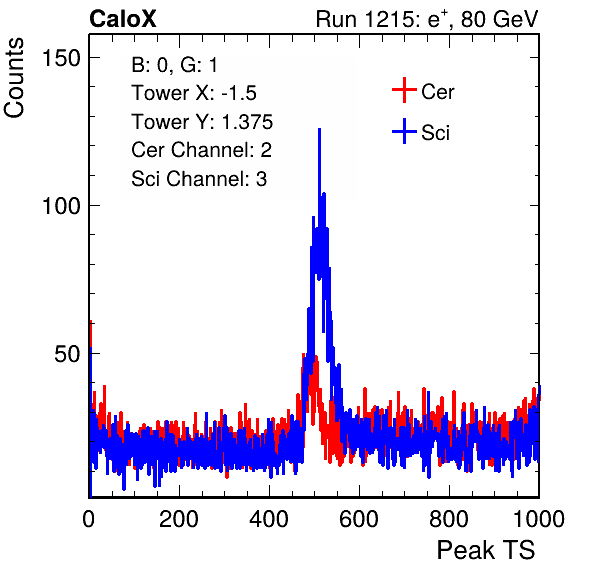 CaloX Run 1215: e+, 80 GeV
Counts
B: 0, G: 1
Tower X: -1.5
Tower Y: 1.375
Cer Channel: 2
Sci Channel: 3
Cer
Sci
150
100
50
0 200 400 600 800 1000
Peak TS